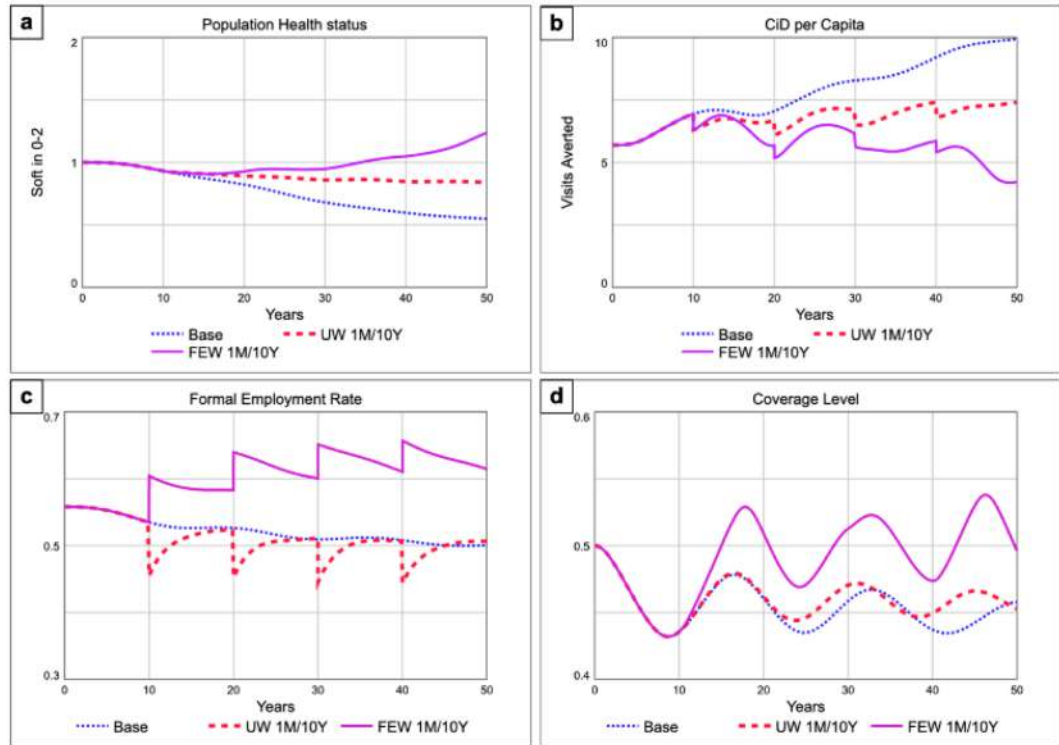 a
Population Health status
2
1
0
Soft in 0-2
0 10 20 30 40 50
Years
Base UW 1M/10Y
FEW 1M/10Y
b
CiD per Capita
10
5
0
Visits Averted
0 10 20 30 40 50
Years
Base UW 1M/10Y
FEW 1M/10Y
c
Formal Employment Rate
0.7
0.5
0.3
0 10 20 30 40 50
Years
Base UW 1M/10Y FEW 1M/10Y
d
Coverage Level
0.6
0.5
0.4
0 10 20 30 40 50
Years
Base UW 1M/10Y FEW 1M/10Y